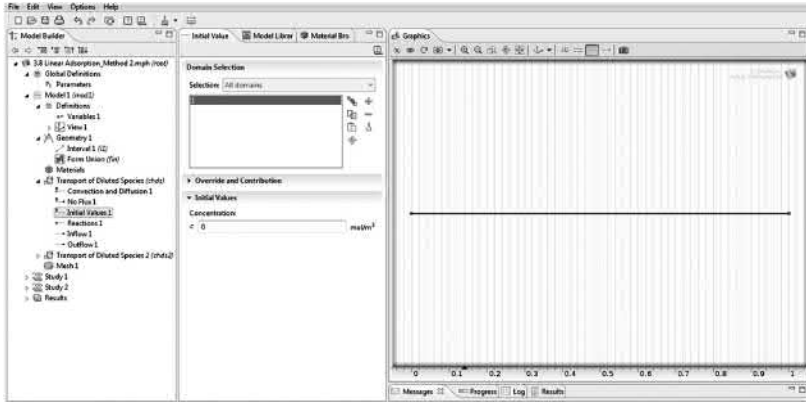 File Edit View Options Help
Model Builder
3.8 Linear Adsorption_Method 2.mph (root)
Global Definitions
Parameters
Model 1 (mod1)
Definitions
Variables 1
View 1
Geometry 1
Interval 1 (i1)
Form Union (fin)
Materials
Transport of Diluted Species (chds)
Convection and Diffusion 1
No Flux 1
Initial Values 1
Reactions 1
Inflow 1
Outflow 1
Transport of Diluted Species 2 (chds2)
Mesh 1
Study 1
Study 2
Results
Initial Value
Model Librar
Material Bro
Domain Selection
Selection: All domains
1
Override and Contribution
Initial Values
Concentration:
c 0 mol/m³
Graphics
0 0.1 0.2 0.3 0.4 0.5 0.6 0.7 0.8 0.9 1
Messages Progress Log Results